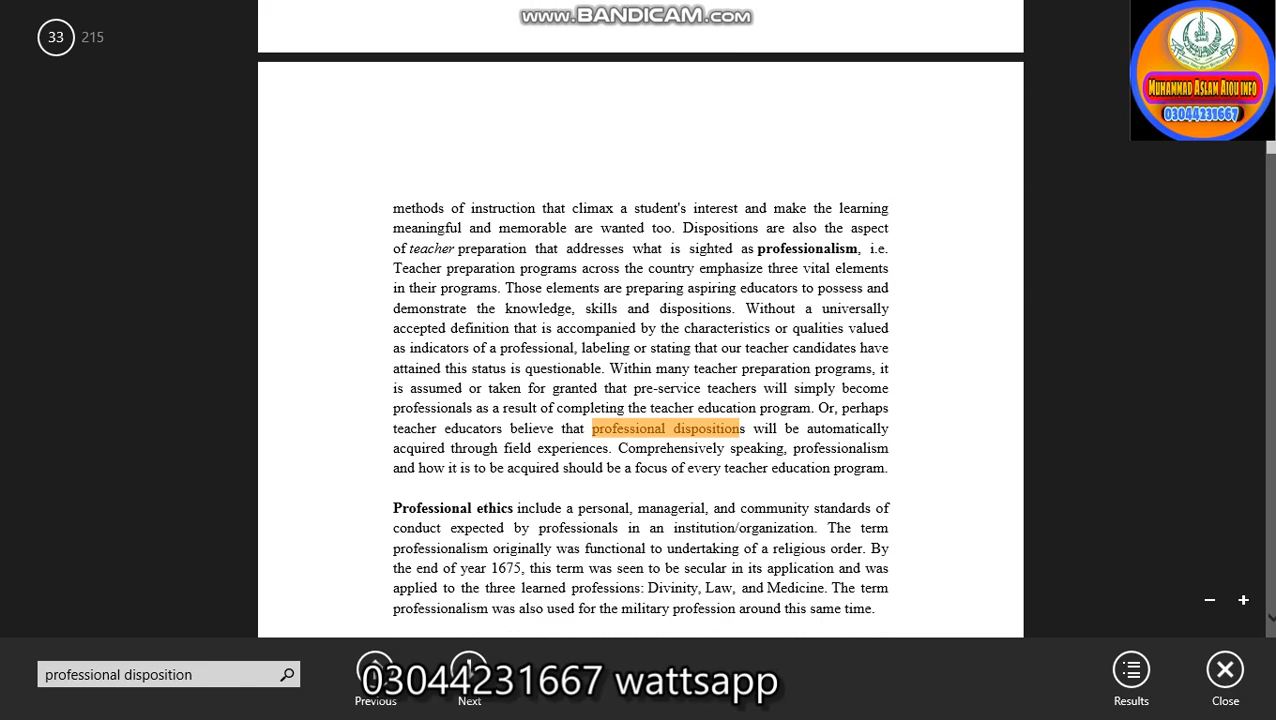 www.BANDICAM.com
33 215
MUHAMMAD ASLAM AIOU INFO
03044231667
methods of instruction that climax a student's interest and make the learning
meaningful and memorable are wanted too. Dispositions are also the aspect
of teacher preparation that addresses what is sighted as professionalism, i.e.
Teacher preparation programs across the country emphasize three vital elements
in their programs. Those elements are preparing aspiring educators to possess and
demonstrate the knowledge, skills and dispositions. Without a universally
accepted definition that is accompanied by the characteristics or qualities valued
as indicators of a professional, labeling or stating that our teacher candidates have
attained this status is questionable. Within many teacher preparation programs, it
is assumed or taken for granted that pre-service teachers will simply become
professionals as a result of completing the teacher education program. Or, perhaps
teacher educators believe that professional dispositions will be automatically
acquired through field experiences. Comprehensively speaking, professionalism
and how it is to be acquired should be a focus of every teacher education program.
Professional ethics include a personal, managerial, and community standards of
conduct expected by professionals in an institution/organization. The term
professionalism originally was functional to undertaking of a religious order. By
the end of year 1675, this term was seen to be secular in its application and was
applied to the three learned professions: Divinity, Law, and Medicine. The term
professionalism was also used for the military profession around this same time.
professional disposition
03044231667 wattsapp
Previous
Next
Results
Close